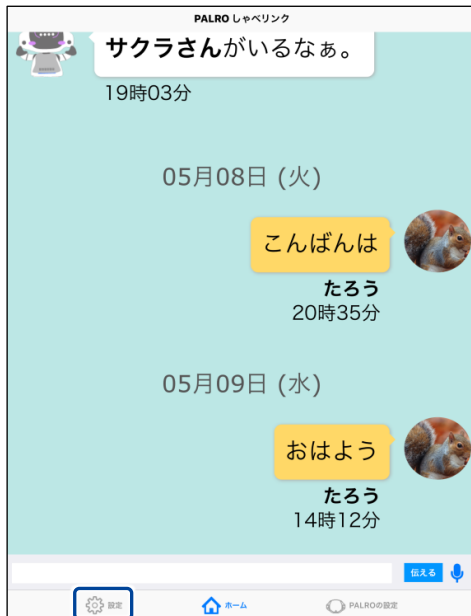 PALRO しゃべリンク
サクラさんがいるなぁ。
19時03分
05月08日 (火)
こんばんは
たろう
20時35分
05月09日 (水)
おはよう
たろう
14時12分
伝える
設定
ホーム
PALROの設定